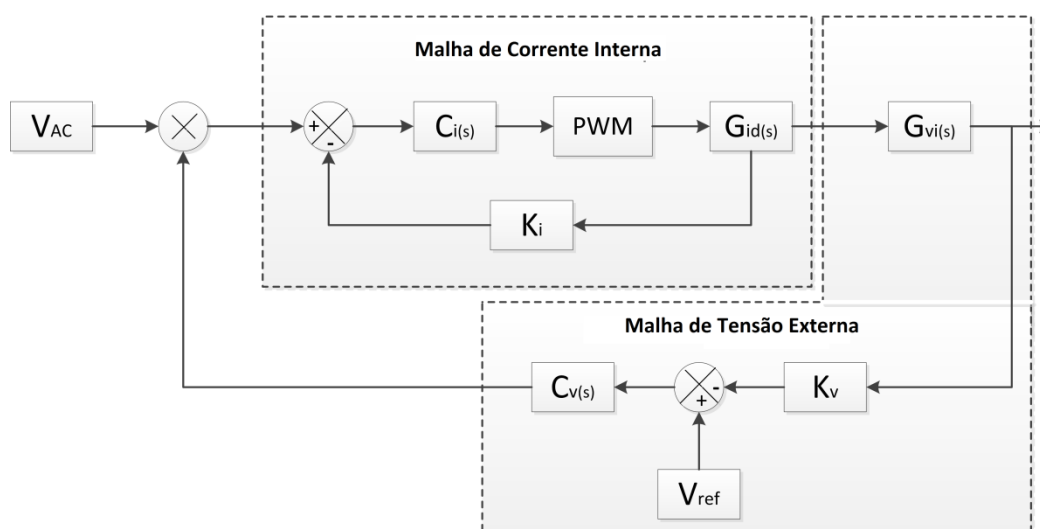 Malha de Corrente Interna
VAC
+
-
Ci(s)
PWM
Gid(s)
Gvi(s)
Ki
Malha de Tensão Externa
Cv(s)
-
+
Kv
Vref